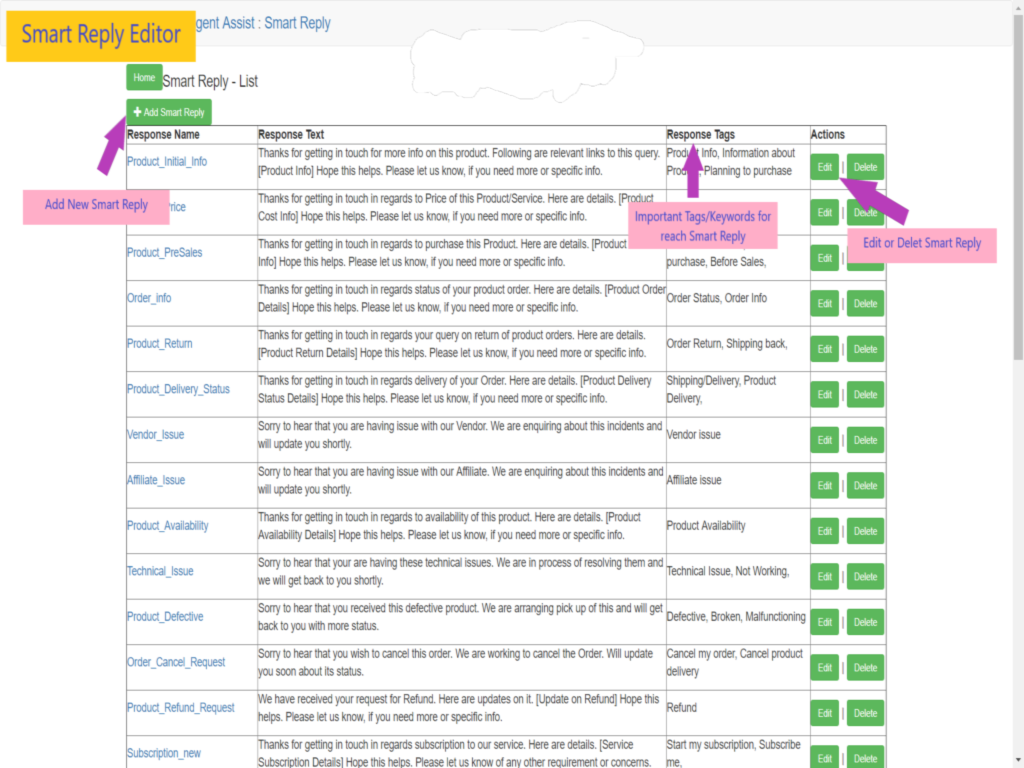 Smart Reply Editor
gent Assist : Smart Reply
Home
Smart Reply - List
+ Add Smart Reply
Response Name Response Text Response Tags Actions
Product_Initial_Info
Thanks for getting in touch for more info on this product. Following are relevant links to this query.
[Product Info] Hope this helps. Please let us know, if you need more or specific info.
Info, Information about
Planning to purchase
Edit | Delete
Add New Smart Reply
rice
Thanks for getting in touch in regards to Price of this Product/Service. Here are details. [Product
Cost Info] Hope this helps. Please let us know, if you need more or specific info.
Important Tags/Keywords for
reach Smart Reply
Edit
Edit or Delet Smart Reply
Product_PreSales
Thanks for getting in touch in regards to purchase this Product. Here are details. [Product
Info] Hope this helps. Please let us know, if you need more or specific info.
purchase, Before Sales,
Edit |
Order_info
Thanks for getting in touch in regards status of your product order. Here are details. [Product Order
Details] Hope this helps. Please let us know, if you need more or specific info.
Order Status, Order Info
Edit | Delete
Product_Return
Thanks for getting in touch in regards your query on return of product orders. Here are details.
[Product Return Details] Hope this helps. Please let us know, if you need more or specific info.
Order Return, Shipping back,
Edit | Delete
Product_Delivery_Status
Thanks for getting in touch in regards delivery of your Order. Here are details. [Product Delivery
Status Details] Hope this helps. Please let us know, if you need more or specific info.
Shipping/Delivery, Product
Delivery,
Edit | Delete
Vendor_Issue
Sorry to hear that you are having issue with our Vendor. We are enquiring about this incidents and
will update you shortly.
Vendor issue
Edit | Delete
Affiliate_Issue
Sorry to hear that you are having issue with our Affiliate. We are enquiring about this incidents and
will update you shortly.
Affiliate issue
Edit | Delete
Product_Availability
Thanks for getting in touch in regards to availability of this product. Here are details. [Product
Availability Details] Hope this helps. Please let us know, if you need more or specific info.
Product Availability
Edit | Delete
Technical_Issue
Sorry to hear that your are having these technical issues. We are in process of resolving them and
we will get back to you shortly.
Technical Issue, Not Working,
Edit | Delete
Product_Defective
Sorry to hear that you received this defective product. We are arranging pick up of this and will get
back to you with more status.
Defective, Broken, Malfunctioning
Edit | Delete
Order_Cancel_Request
Sorry to hear that you wish to cancel this order. We are working to cancel the Order. Will update
you soon about its status.
Cancel my order, Cancel product
delivery
Edit | Delete
Product_Refund_Request
We have received your request for Refund. Here are updates on it. [Update on Refund] Hope this
helps. Please let us know, if you need more or specific info.
Refund
Edit | Delete
Subscription_new
Thanks for getting in touch in regards subscription to our service. Here are details. [Service
Subscription Details] Hope this helps. Please let us know of any other requirement or concerns.
Start my subscription, Subscribe
me,
Edit | Delete